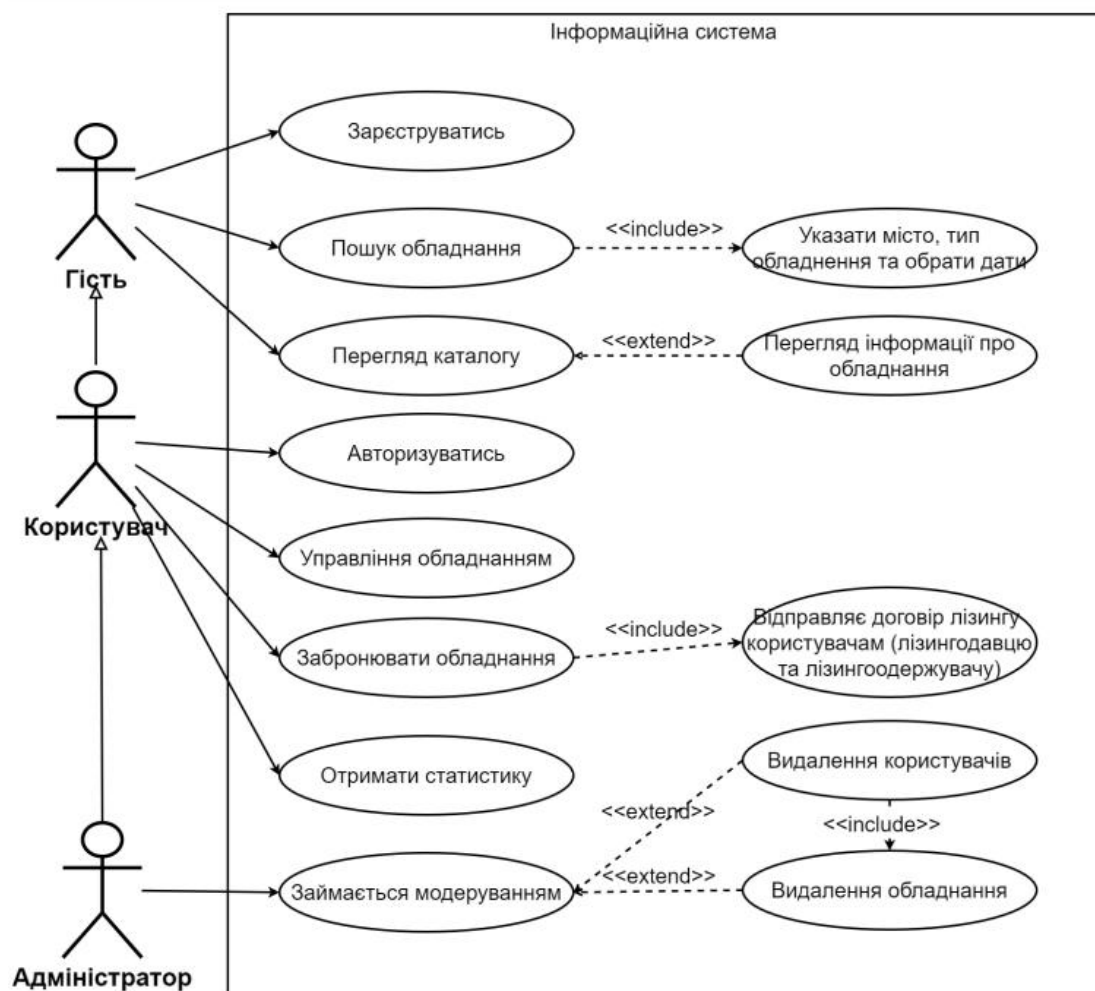 Інформаційна система
Зарєструватись
Пошук обладнання
<<include>>
Указати місто, тип
обладнення та обрати дати
Гість
Перегляд каталогу
<<extend>>
Перегляд інформації про
обладнання
Авторизуватись
Користувач
Управління обладнанням
Забронювати обладнання
<<include>>
Відправляє договір лізингу
користувачам (лізингодавцю
та лізингоодержувачу)
Отримати статистику
Видалення користувачів
<<extend>>
<<include>>
Займається модеруванням
<<extend>>
Видалення обладнання
Адміністратор